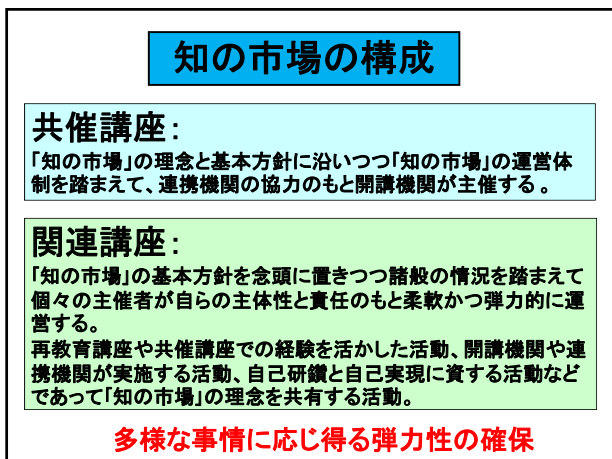 知の市場の構成
共催講座：
「知の市場」の理念と基本方針に沿いつつ「知の市場」の運営体
制を踏まえて、連携機関の協力のもと開講機関が主催する。
関連講座：
「知の市場」の基本方針を念頭に置きつつ諸般の情況を踏まえて
個々の主催者が自らの主体性と責任のもと柔軟かつ弾力的に運
営する。
再教育講座や共催講座での経験を活かした活動、開講機関や連
携機関が実施する活動、自己研鑽と自己実現に資する活動など
であって「知の市場」の理念を共有する活動。
多様な事情に応じ得る弾力性の確保